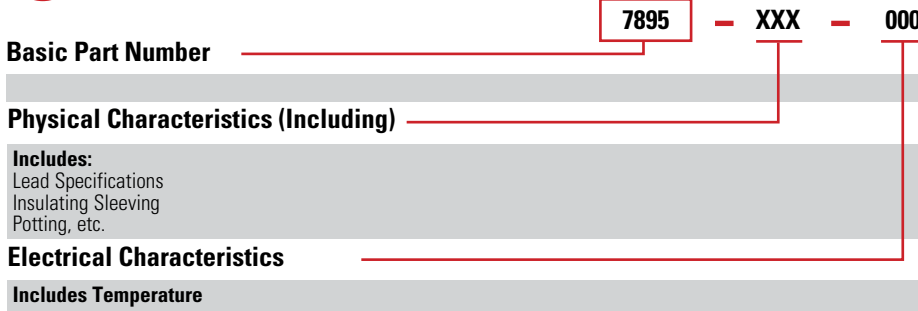 7895 – XXX – 000
Basic Part Number
Physical Characteristics (Including)
Includes:
Lead Specifications
Insulating Sleeving
Potting, etc.
Electrical Characteristics
Includes Temperature